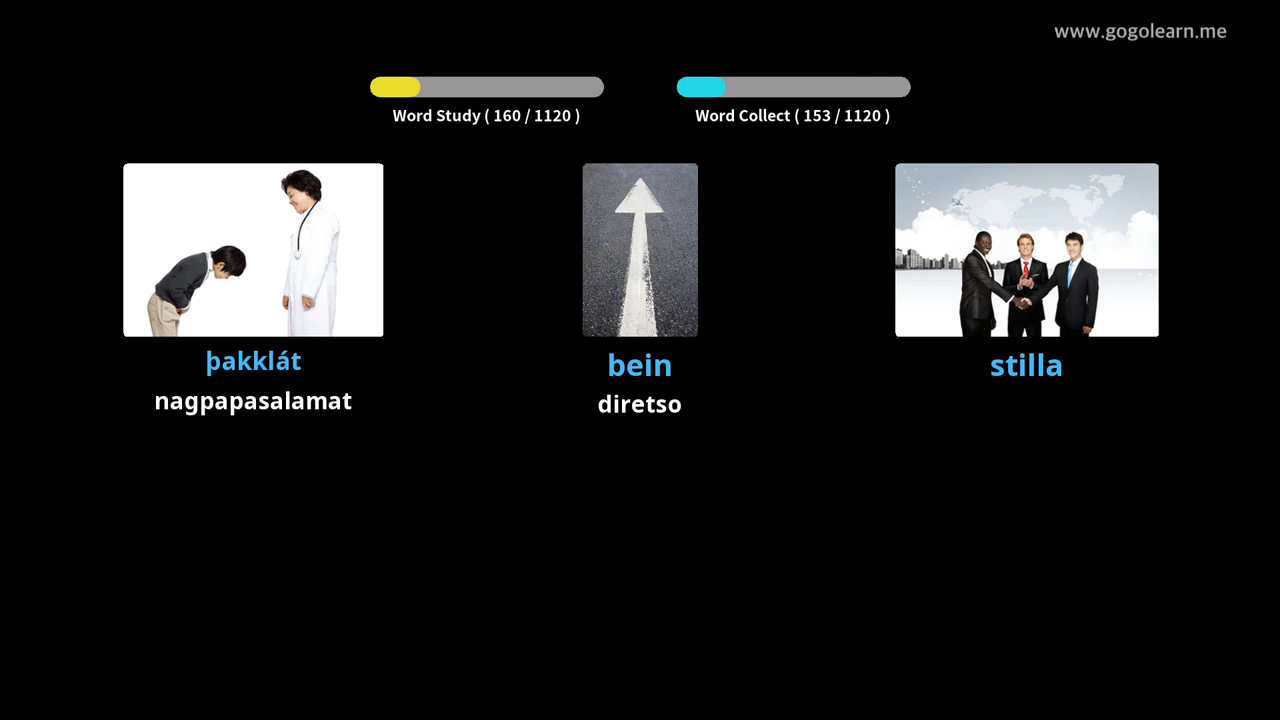 www.gogolearn.me
Word Study ( 160 / 1120 )
Word Collect ( 153 / 1120 )
þakklát
nagpapasalamat
bein
diretso
stilla